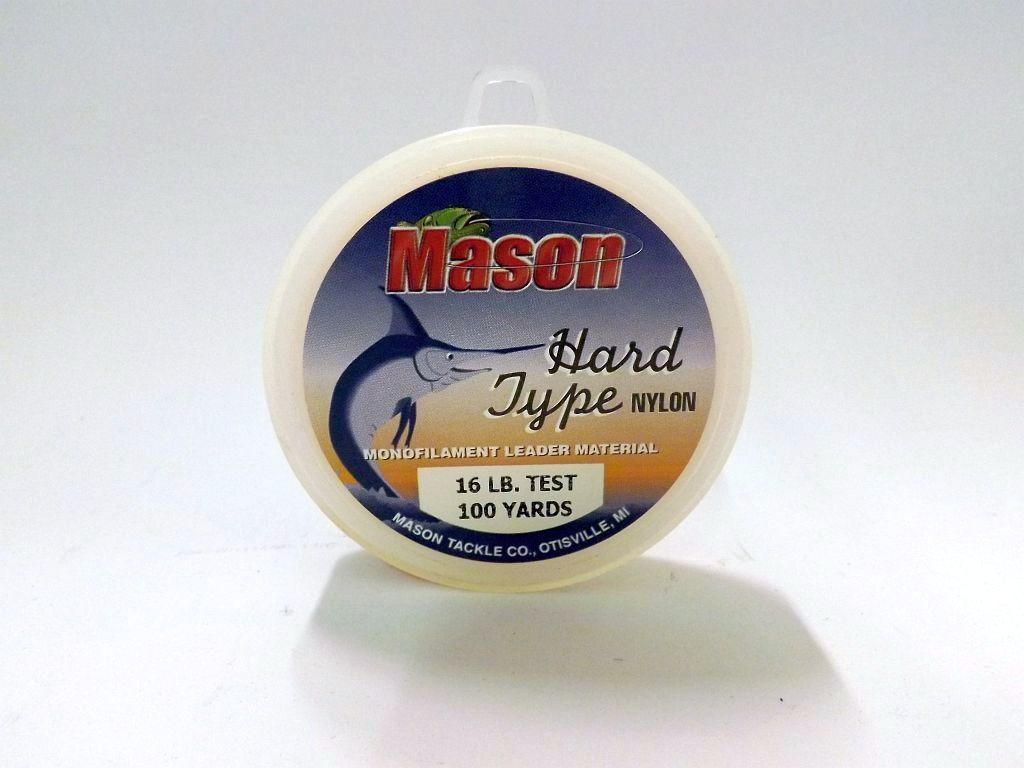 Mason
Hard
Type NYLON
MONOFILAMENT LEADER MATERIAL
16 LB. TEST
100 YARDS
MASON TACKLE CO., OTISVILLE, MI